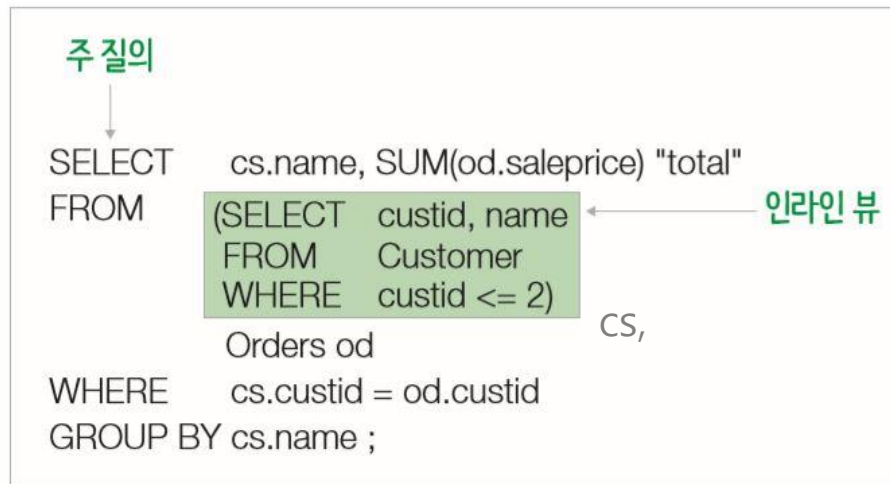 주 질의
SELECT cs.name, SUM(od.saleprice) "total"
FROM (SELECT custid, name
인라인 뷰
FROM Customer
WHERE custid <= 2)
cs,
Orders od
WHERE cs.custid = od.custid
GROUP BY cs.name ;